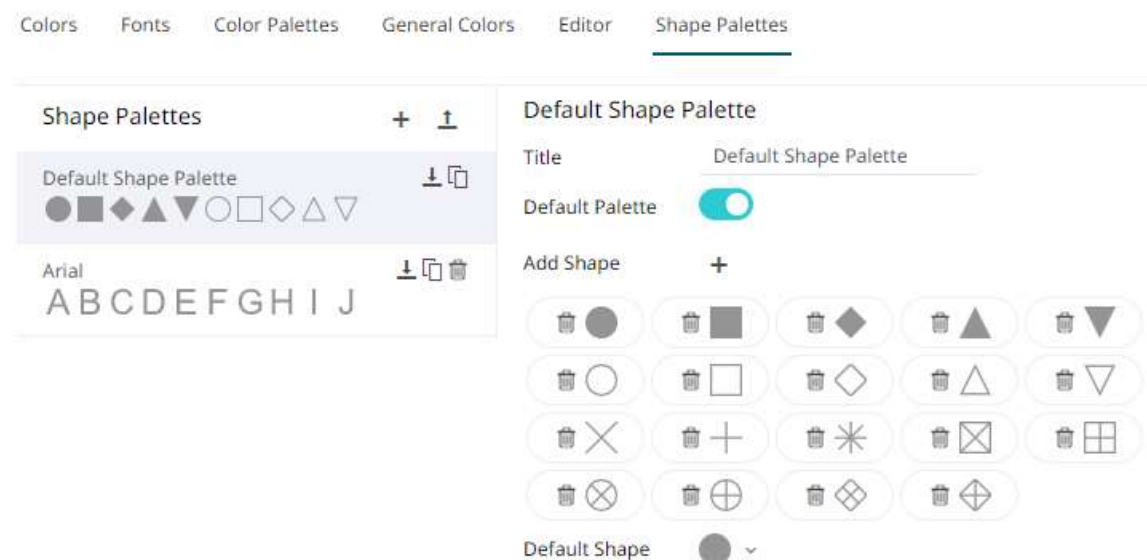 Colors Fonts Color Palettes General Colors Editor Shape Palettes
Shape Palettes
Default Shape Palette
Arial
A B C D E F G H I J
Default Shape Palette
Title Default Shape Palette
Default Palette
Add Shape
Default Shape